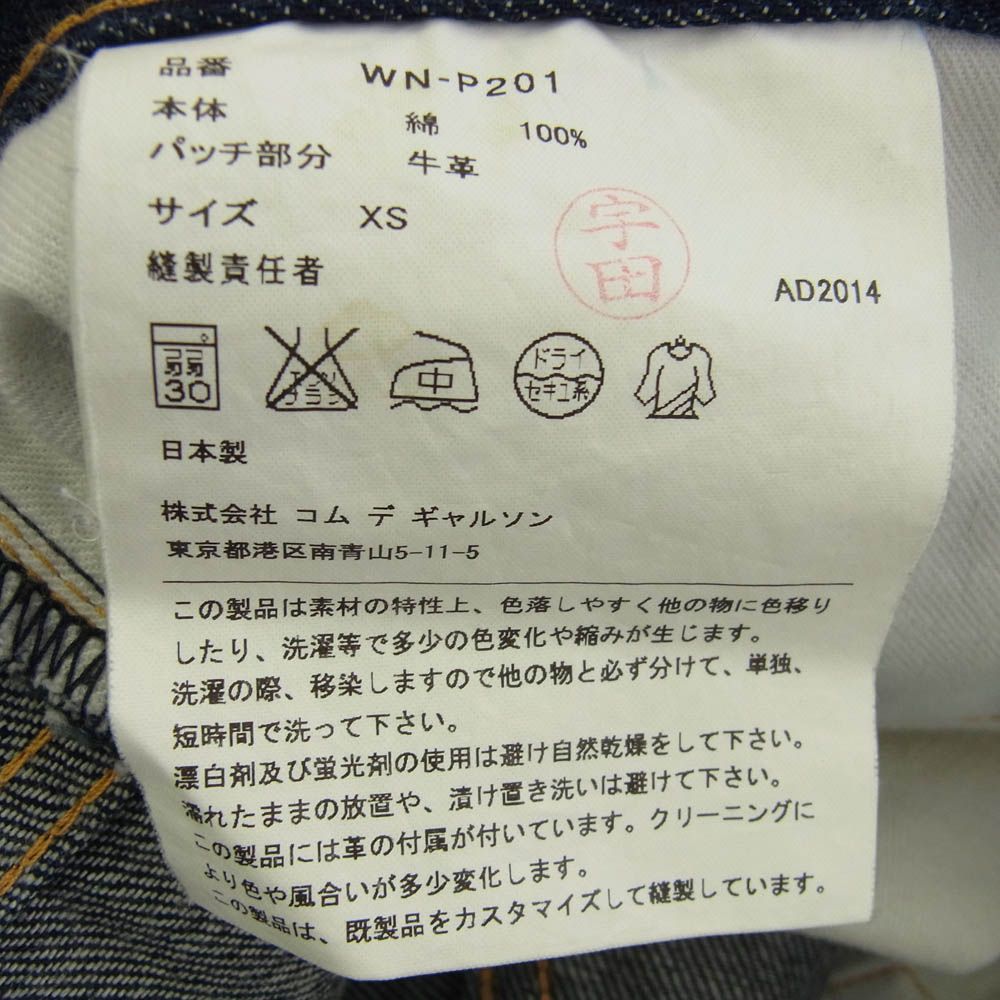 品番 WN-P201
本体 綿 100%
パッチ部分 牛革
サイズ XS
縫製責任者
宇田
AD2014
弱 30
エンソ サラシ
中
ドライ
セキユ系
日本製
株式会社 コム デ ギャルソン
東京都港区南青山5-11-5
この製品は素材の特性上、色落しやすく他の物に色移り
したり、洗濯等で多少の色変化や縮みが生じます。
洗濯の際、移染しますので他の物と必ず分けて、単独、
短時間で洗って下さい。
漂白剤及び蛍光剤の使用は避け自然乾燥をして下さい。
濡れたままの放置や、漬け置き洗いは避けて下さい。
この製品には革の付属が付いています。クリーニングに
より色や風合いが多少変化します。
この製品は、既製品をカスタマイズして縫製しています。